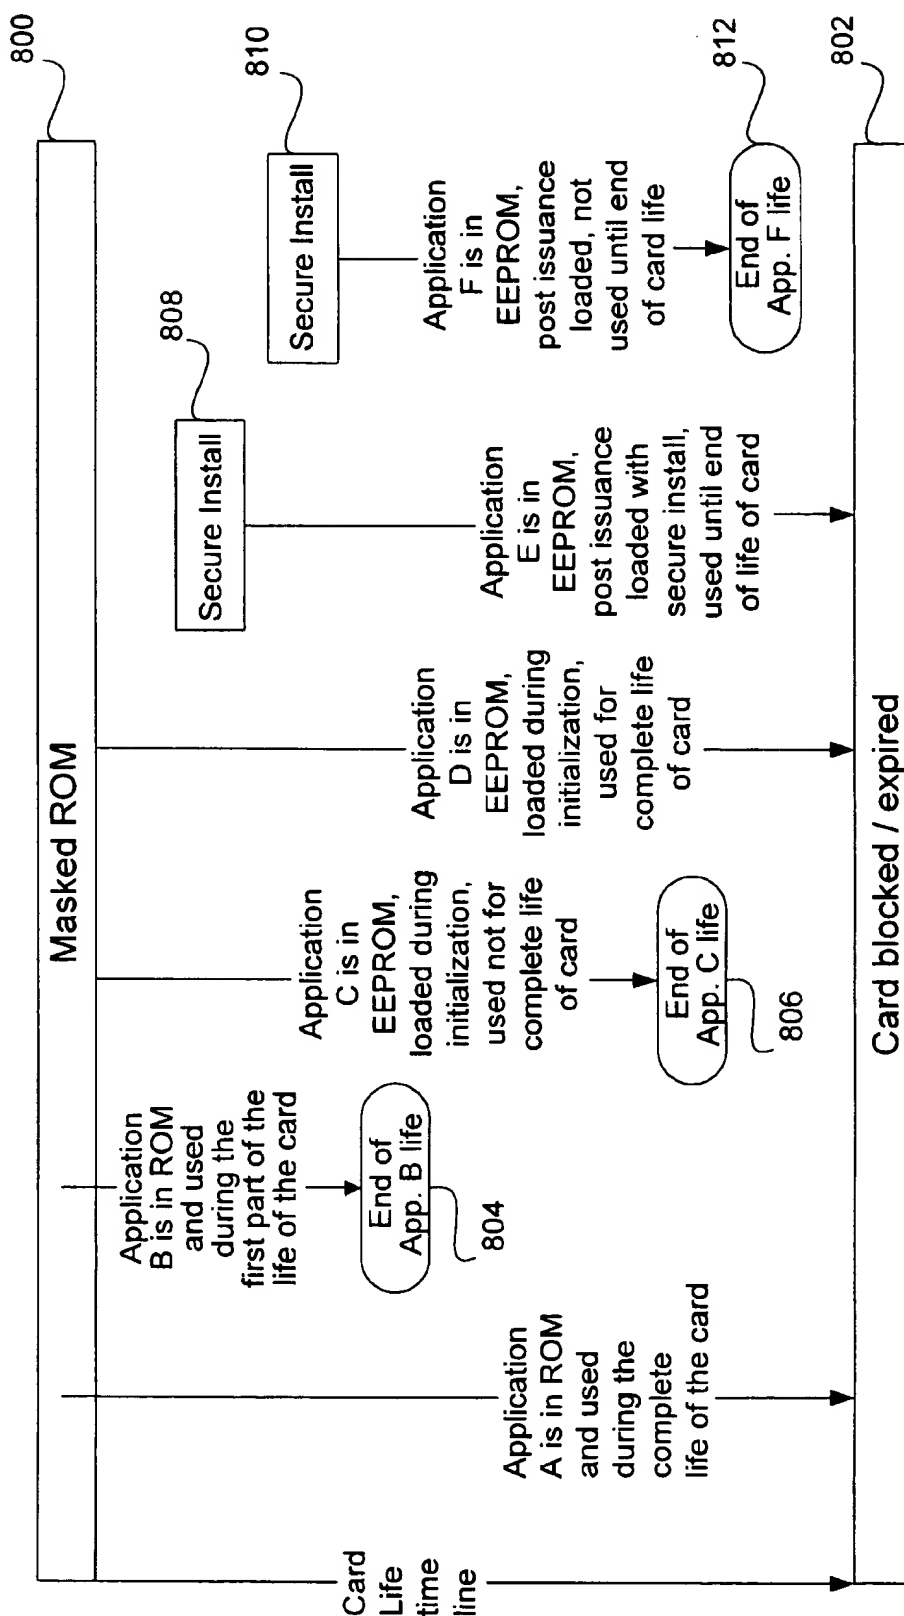 800
Masked ROM
Secure Install
810
Secure Install
808
Application
B is in ROM
and used
during the
first part of the
life of the card
End of
App. B life
804
Application
C is in
EEPROM,
loaded during
initialization,
used not for
complete life
of card
End of
App. C life
806
Application
D is in
EEPROM,
loaded during
initialization,
used for
complete life
of card
Application
E is in
EEPROM,
post issuance
loaded with
secure install,
used until end
of life of card
Application
F is in
EEPROM,
post issuance
loaded, not
used until end
of card life
End of
App. F life
812
Application
A is in ROM
and used
during the
complete
life of the card
Card
Life
time
line
Card blocked / expired
802